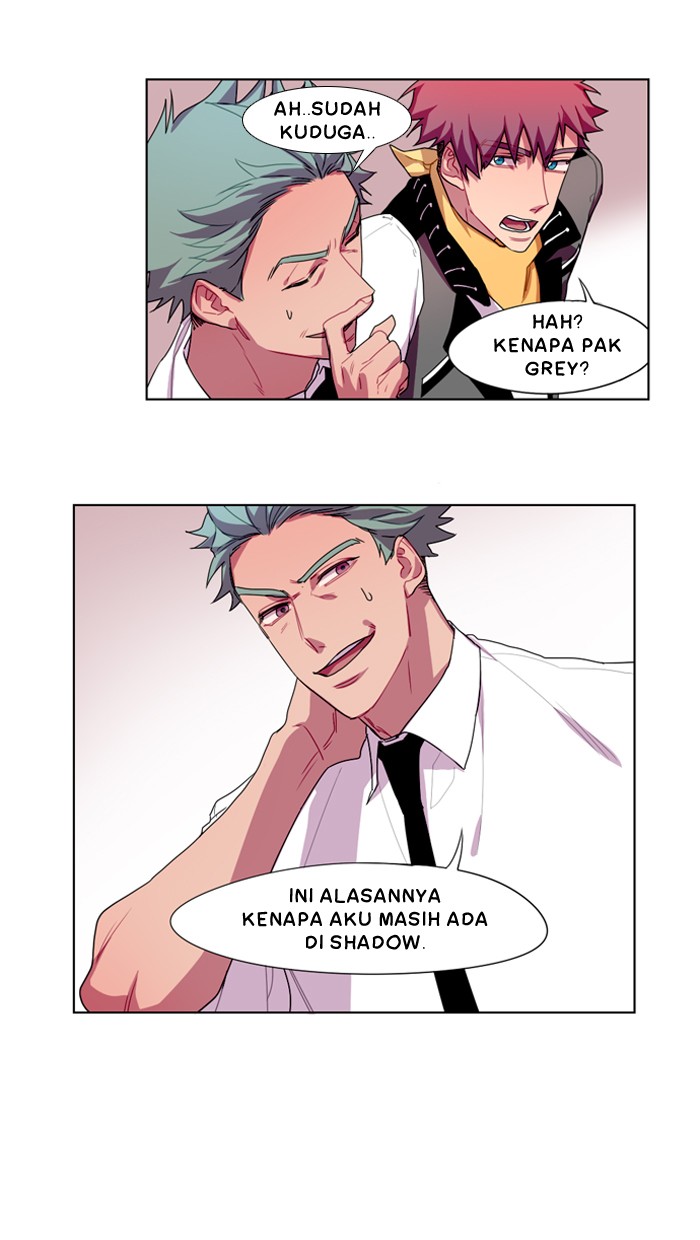 AH..SUDAH
KUDUGA..
HAH?
KENAPA PAK
GREY?
INI ALASANNYA
KENAPA AKU MASIH ADA
DI SHADOW.